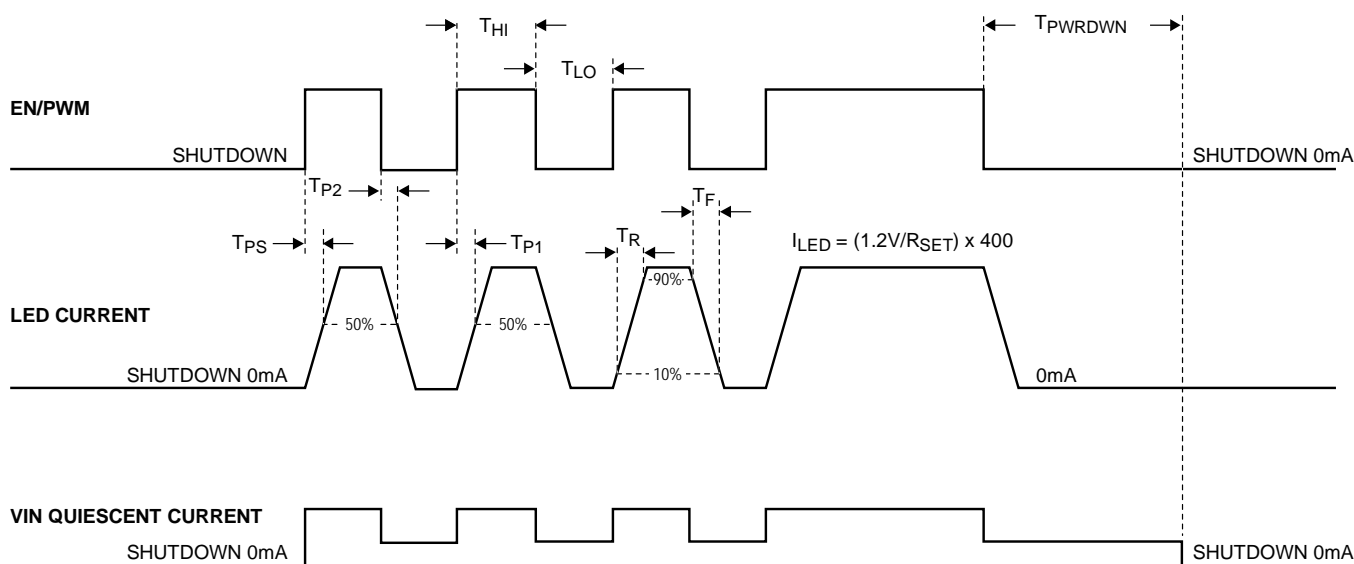 THI
TPWRDWN
TLO
EN/PWM
SHUTDOWN
SHUTDOWN 0mA
TP2
TF
TPS
TP1
TR
ILED = (1.2V/RSET) x 400
90%
LED CURRENT
50%
50%
10%
SHUTDOWN 0mA
0mA
VIN QUIESCENT CURRENT
SHUTDOWN 0mA
SHUTDOWN 0mA